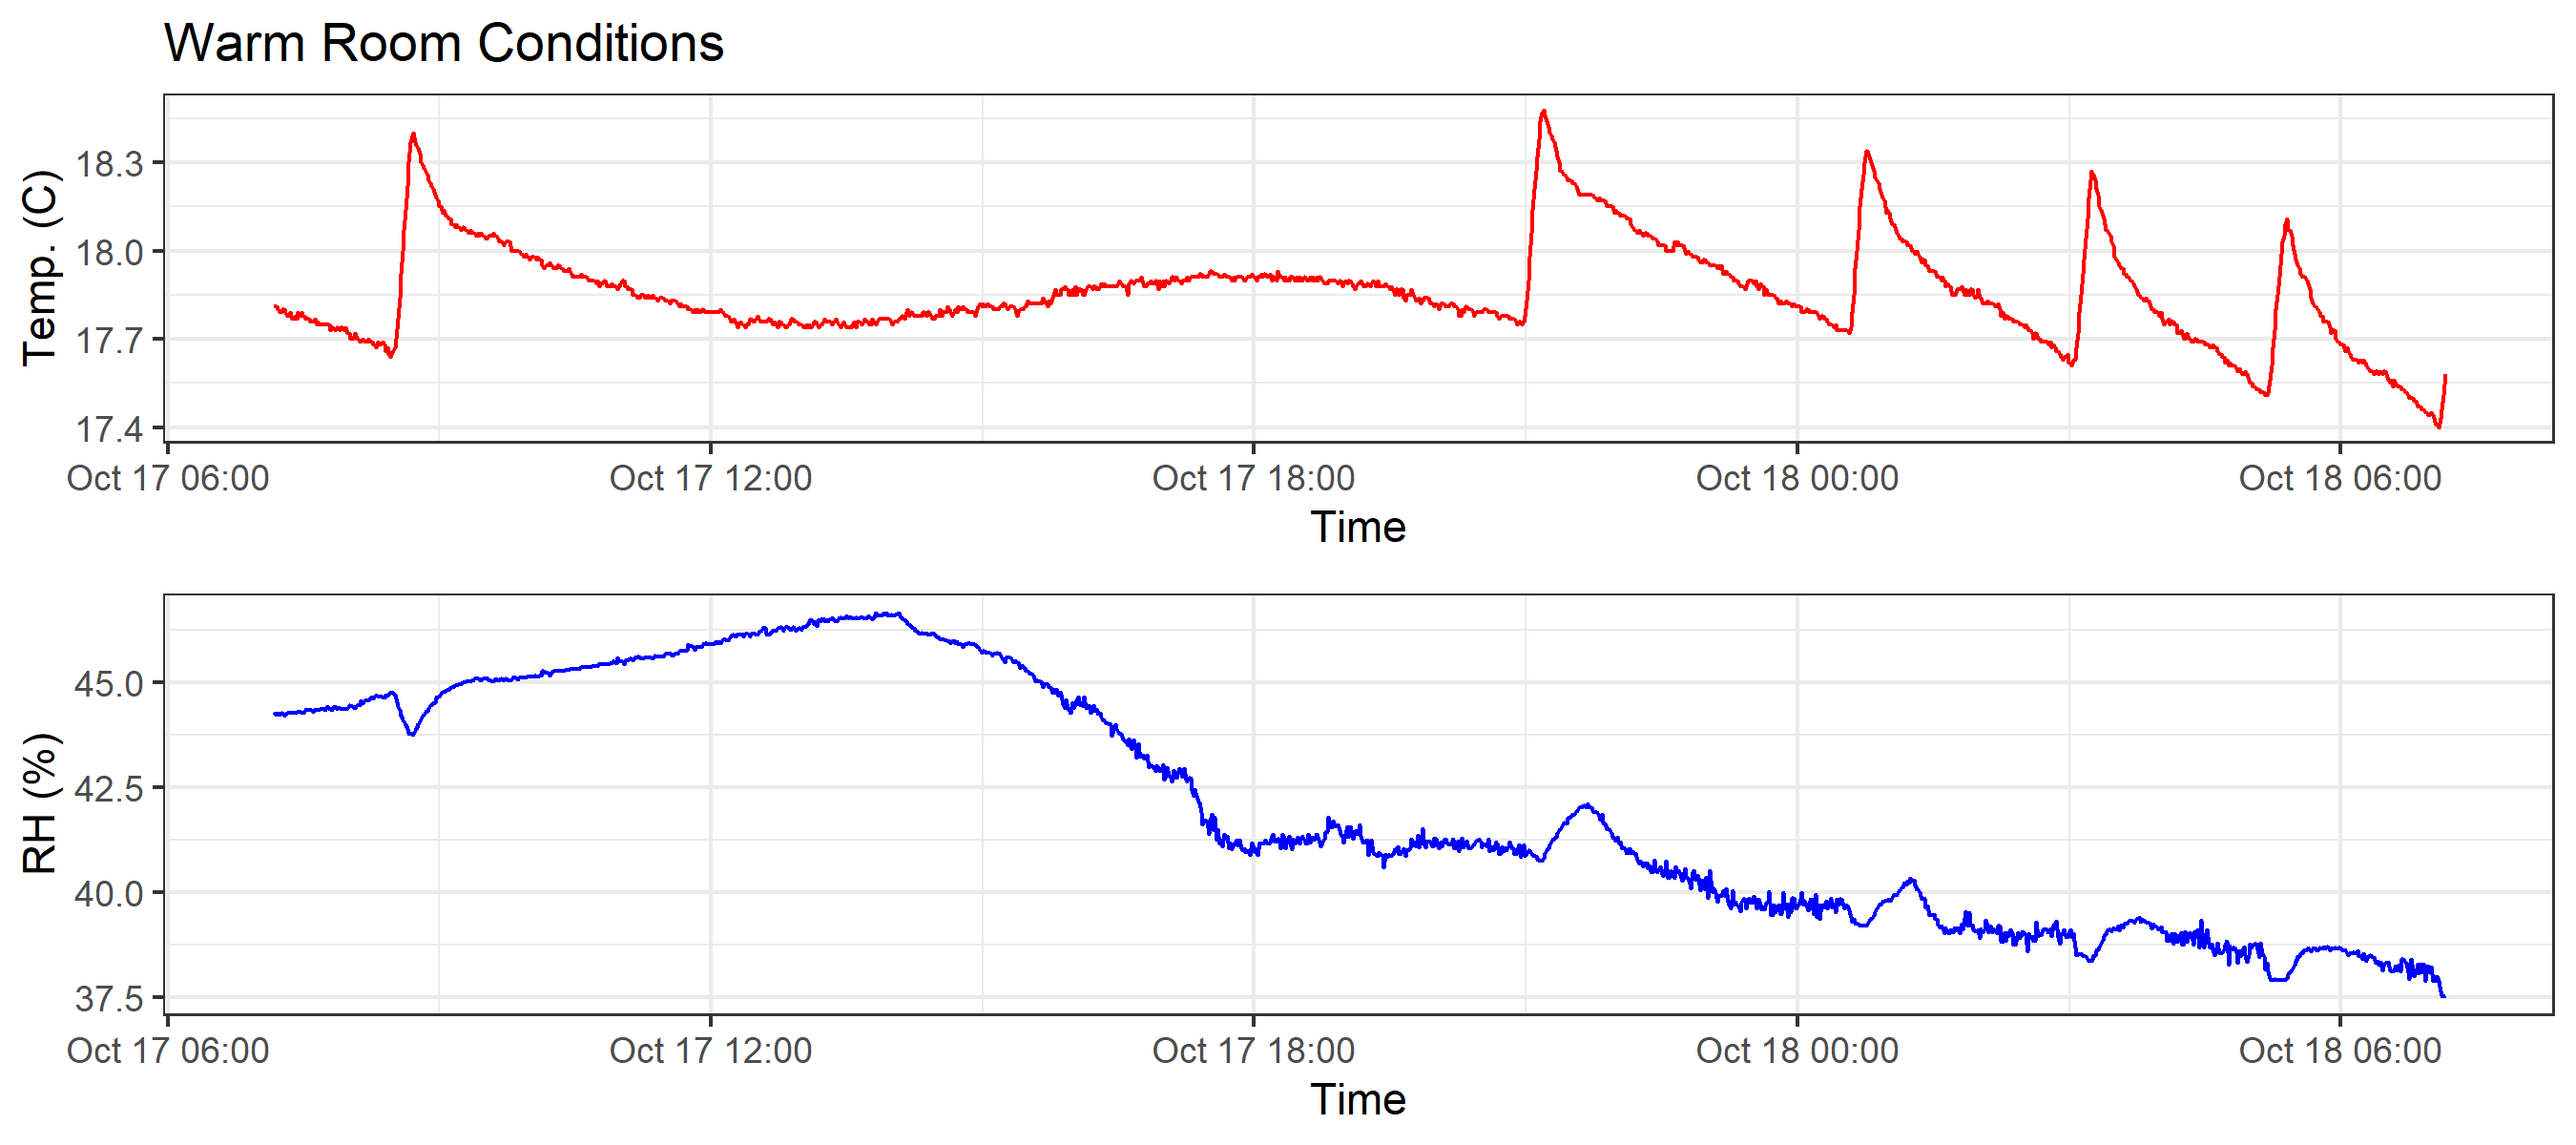 Warm Room Conditions
Temp. (C)
18.3
18.0
17.7
17.4
Oct 17 06:00 Oct 17 12:00 Oct 17 18:00 Oct 18 00:00 Oct 18 06:00
Time
RH (%)
45.0
42.5
40.0
37.5
Oct 17 06:00 Oct 17 12:00 Oct 17 18:00 Oct 18 00:00 Oct 18 06:00
Time